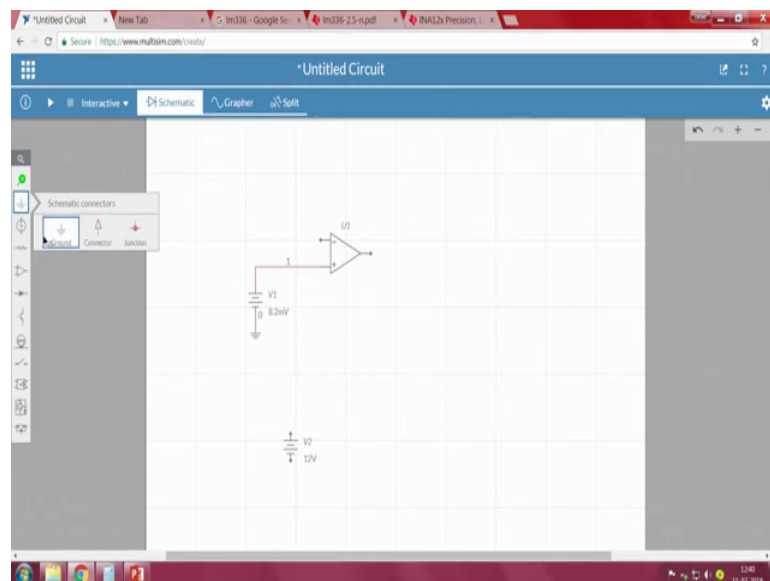 *Untitled Circuit
New Tab
lm336 - Google Se
lm336-2.5-n.pdf
INA12x Precision, L
Secure | https://www.multisim.com/create/
*Untitled Circuit
Interactive
Schematic
Grapher
Split
Schematic connectors
Ground
Connector
Junction
U1
1
V1
0
8.2mV
V2
12V
12:40